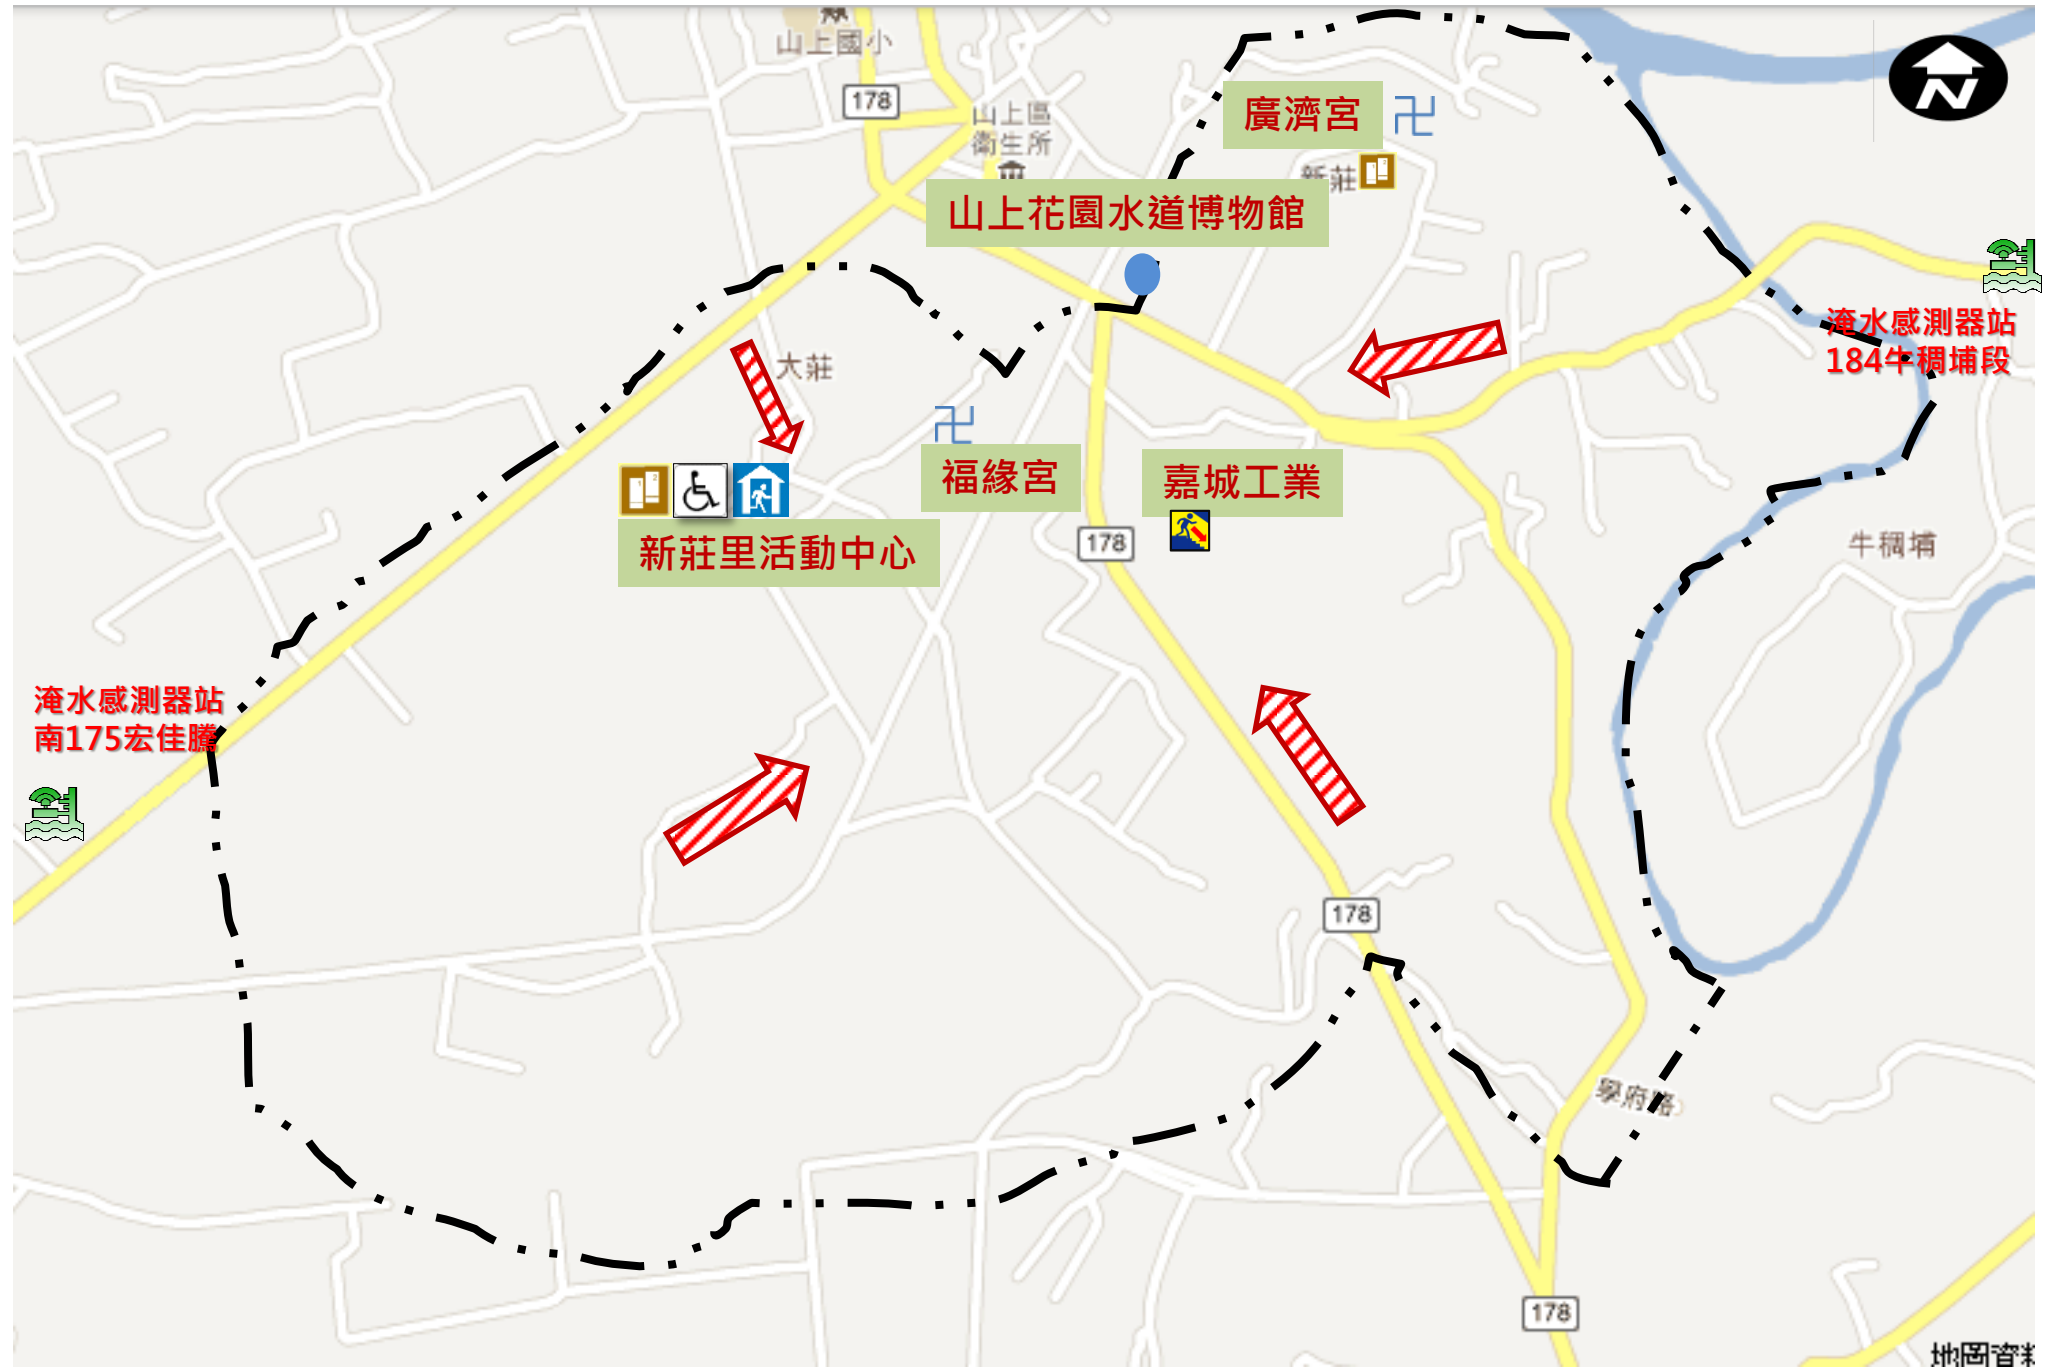 山上國小
178
山上區
衛生所
廣濟宮
新莊
山上花園水道博物館
淹水感測器站
184牛稠埔段
大莊
福緣宮
嘉城工業
新莊里活動中心
178
牛稠埔
淹水感測器站
南175宏佳騰
178
學府路
178
地圖資料
N